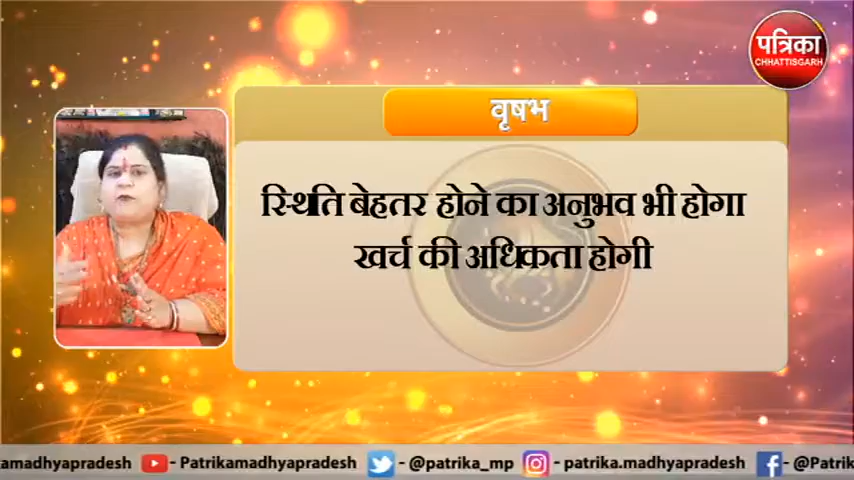 पत्रिका
CHHATTISGARH
वृषभ
स्थिति बेहतर होने का अनुभव भी होगा
खर्च की अधिकता होगी
amadhyapradesh - Patrikamadhyapradesh - @patrika_mp - patrika.madhyapradesh - @Patrik